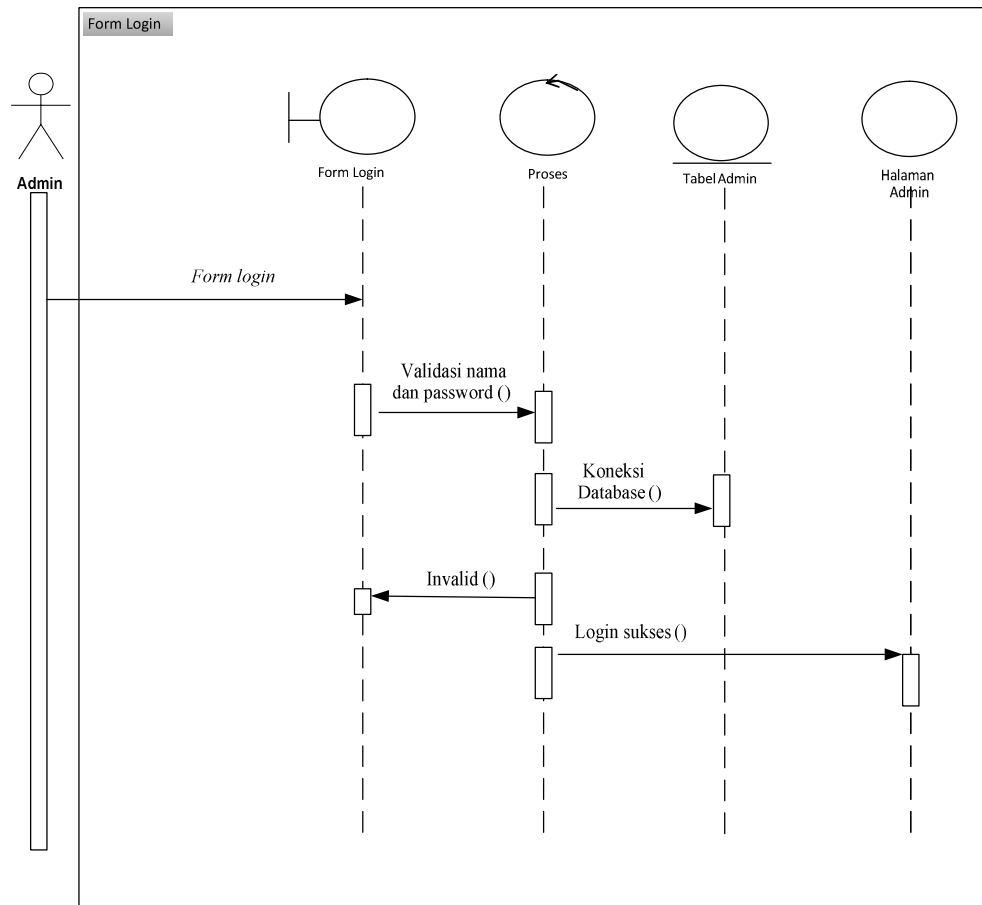 Form Login
Admin
Form Login
Proses
Tabel Admin
Halaman
Admin
Form login
Validasi nama
dan password ()
Koneksi
Database ()
Invalid ()
Login sukses ()